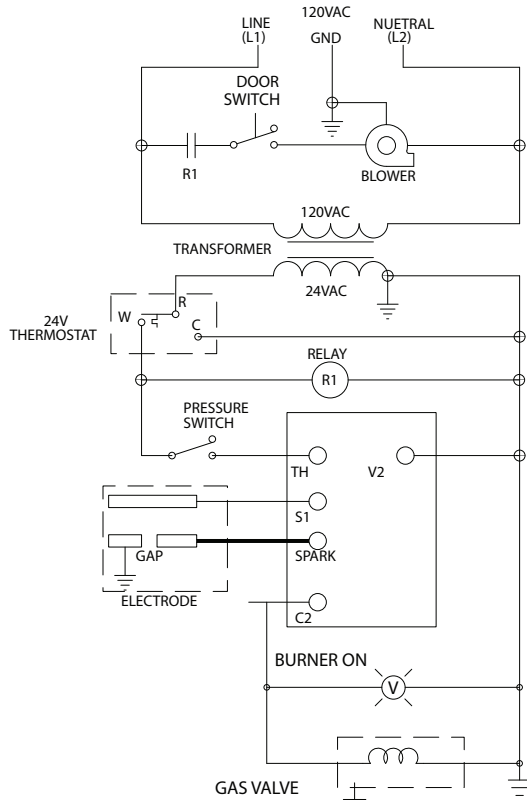 120VAC
LINE
(L1)
GND
NUETRAL
(L2)
DOOR
SWITCH
R1
BLOWER
120VAC
TRANSFORMER
24VAC
24V
THERMOSTAT
W
R
C
RELAY
R1
PRESSURE
SWITCH
TH
V2
S1
GAP
SPARK
ELECTRODE
C2
BURNER ON
V
GAS VALVE